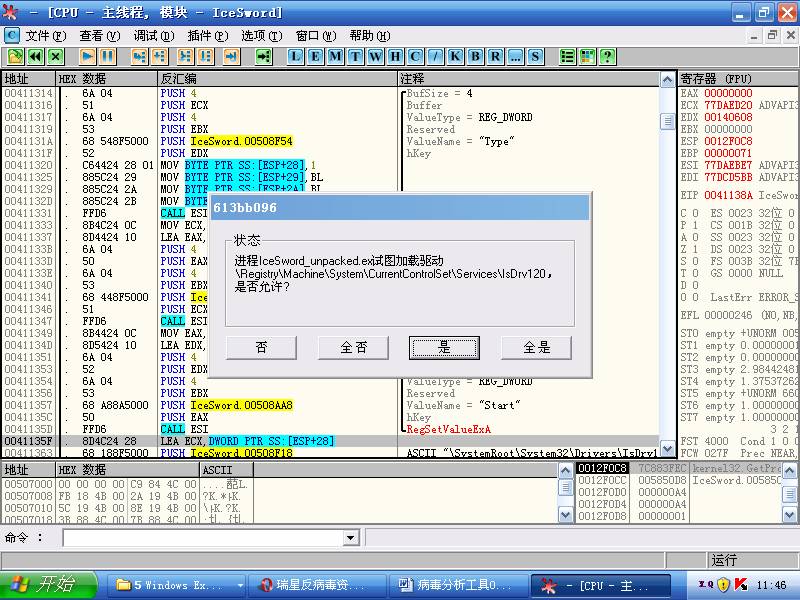 - [CPU - 主线程, 模块 - IceSword]
C 文件(F) 查看(V) 调试(D) 插件(P) 选项(T) 窗口(W) 帮助(H)
L E M T W H C / K B R ... S
地址 HEX 数据 反汇编 注释 寄存器 (FPU)
00411314 . 6A 04 PUSH 4 BufSize = 4
00411316 . 51 PUSH ECX Buffer
00411317 . 6A 04 PUSH 4 ValueType = REG_DWORD
00411319 . 53 PUSH EBX Reserved
0041131A . 68 548F5000 PUSH IceSword.00508F54 ValueName = "Type"
0041131F . 52 PUSH EDX hKey
00411320 . C64424 28 01 MOV BYTE PTR SS:[ESP+28],1
00411325 . 885C24 29 MOV BYTE PTR SS:[ESP+29],BL
00411329 . 885C24 2A MOV BYTE PTR SS:[ESP+2A],BL
0041132D . 885C24 2B MOV BYTE
00411331 . FFD6 CALL ESI
00411333 . 8B4C24 0C MOV ECX,
00411337 . 8D4424 10 LEA EAX,
0041133B . 6A 04 PUSH 4
0041133D . 50 PUSH EAX
0041133E . 6A 04 PUSH 4
00411340 . 53 PUSH EBX
00411341 . 68 448F5000 PUSH Ice
00411346 . 51 PUSH ECX
00411347 . FFD6 CALL ESI
00411349 . 8B4424 0C MOV EAX,
0041134D . 8D5424 10 LEA EDX,
00411351 . 6A 04 PUSH 4
00411353 . 52 PUSH EDX
00411354 . 6A 04 PUSH 4 ValueType = REG_DWORD
00411356 . 53 PUSH EBX Reserved
00411357 . 68 A88A5000 PUSH IceSword.00508AA8 ValueName = "Start"
0041135C . 50 PUSH EAX hKey
0041135D . FFD6 CALL ESI RegSetValueExA
0041135F . 8D4C24 28 LEA ECX,DWORD PTR SS:[ESP+28]
00411363 . 68 188F5000 PUSH IceSword.00508F18 ASCII "\SystemRoot\System32\Drivers\IsDrv1
EAX 00000000
ECX 77DAED20 ADVAPI3
EDX 00140608
EBX 00000000
ESP 0012F0C8
EBP 00000071
ESI 77DAEBE7 ADVAPI3
EDI 77DCD5BB ADVAPI3
EIP 0041138A IceSwor
C 0 ES 0023 32位 0
P 1 CS 001B 32位 0
A 0 SS 0023 32位 0
Z 1 DS 0023 32位 0
S 0 FS 003B 32位 7
T 0 GS 0000 NULL
D 0
O 0 LastErr ERROR_S
EFL 00000246 (NO,NB,
ST0 empty +UNORM 005
ST1 empty 0.0000000
ST2 empty 0.0000000
ST3 empty 2.98442481
ST4 empty 1.37537262
ST5 empty +UNORM 660
ST6 empty 1.0000000
ST7 empty 1.0000000
3 2 1
FST 4000 Cond 1 0 0
FCW 027F Prec NEAR,
613bb096
状态
进程IceSword_unpacked.ex试图加载驱动
\Registry\Machine\System\CurrentControlSet\Services\IsDrv120,
是否允许?
否 全否 是 全是
地址 HEX 数据 ASCII
00507000 00 00 00 00 C9 84 4C 00
00507008 FB 18 4B 00 2A 19 4B 00
00507010 5C 19 4B 00 8E 19 4B 00
00507018 3B 88 4C 00 7B 88 4C 00
0012F0C8 7C883FEC kernel32.GetPro
0012F0CC 005850D8 IceSword.00585
0012F0D0 000000A4
0012F0D4 000000A4
0012F0D8 00000001
命令 :
运行
开始 5 Windows Ex... 瑞星反病毒资... 病毒分析工具0... - [CPU - 主... 11:46